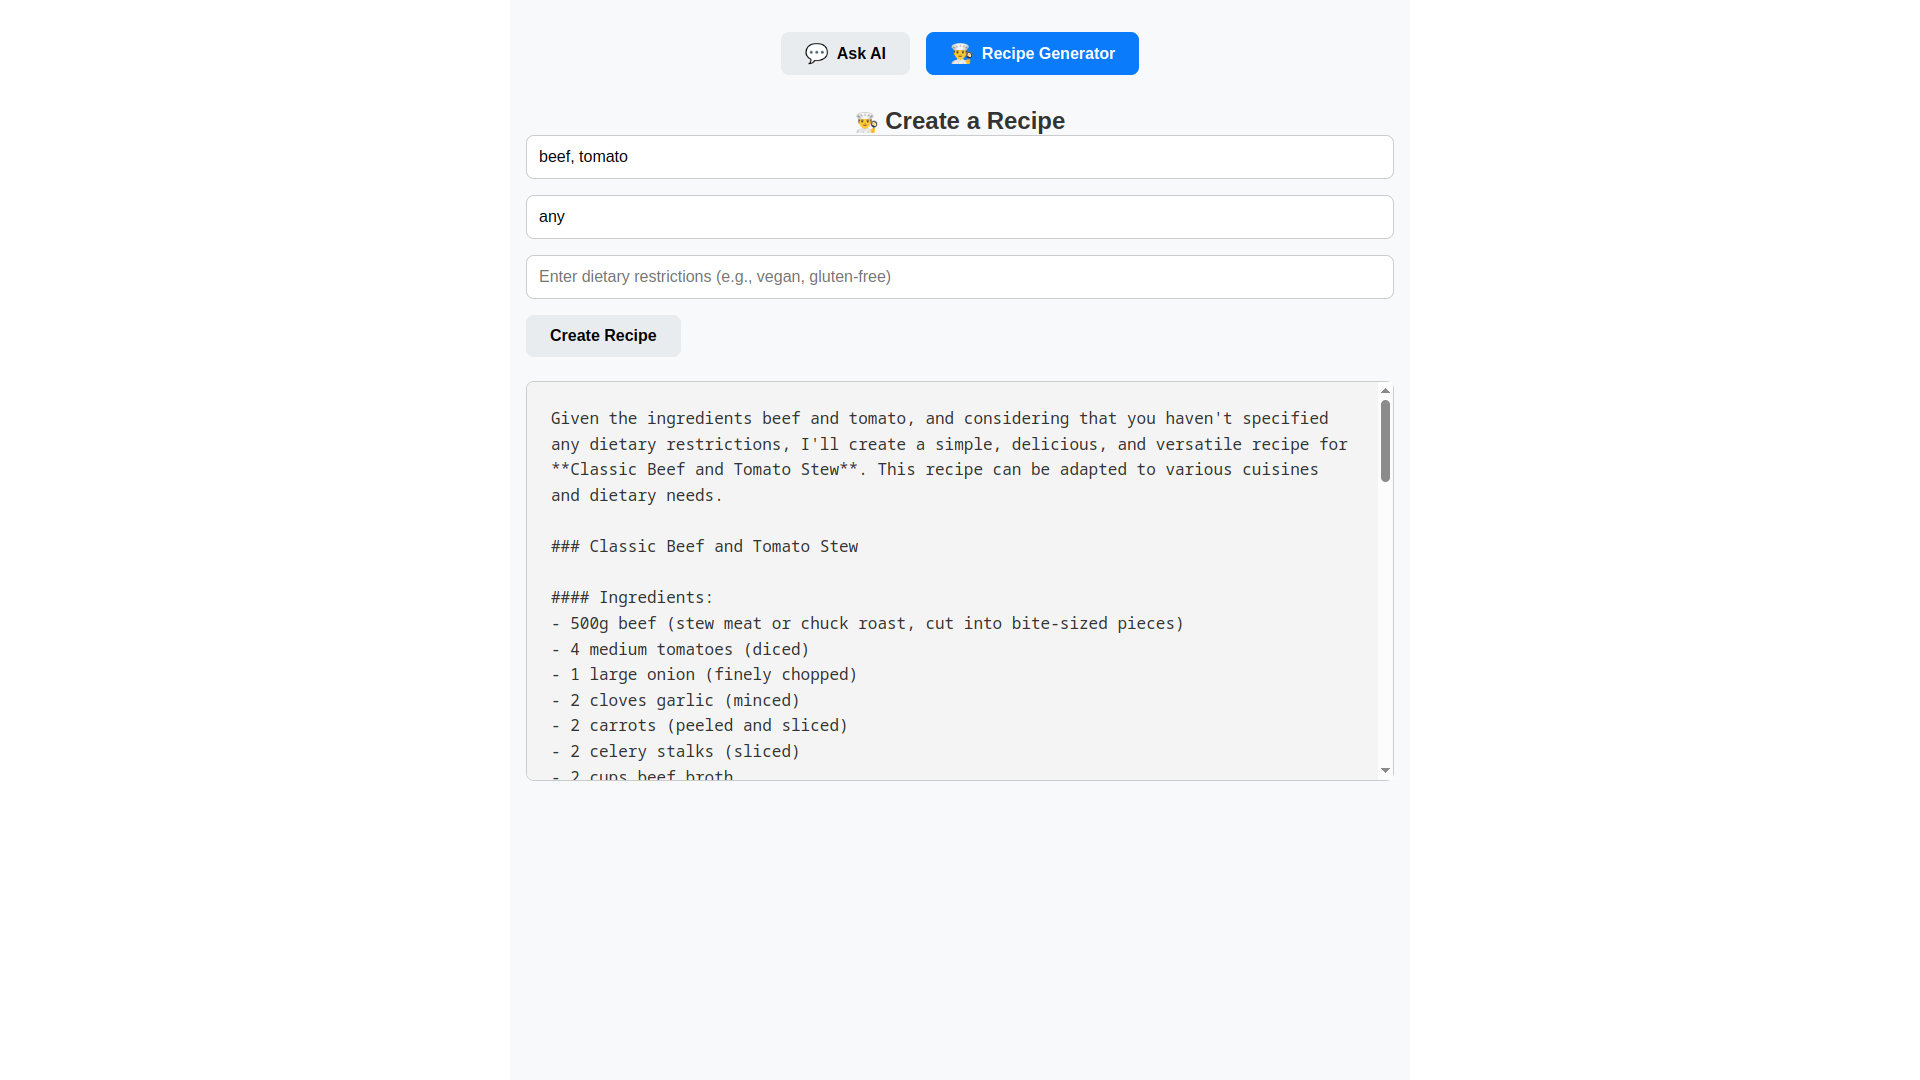 💬 Ask AI
👨‍🍳 Recipe Generator
👨‍🍳 Create a Recipe
beef, tomato
any
Enter dietary restrictions (e.g., vegan, gluten-free)
Create Recipe
Given the ingredients beef and tomato, and considering that you haven't specified
any dietary restrictions, I'll create a simple, delicious, and versatile recipe for
**Classic Beef and Tomato Stew**. This recipe can be adapted to various cuisines
and dietary needs.
### Classic Beef and Tomato Stew
#### Ingredients:
- 500g beef (stew meat or chuck roast, cut into bite-sized pieces)
- 4 medium tomatoes (diced)
- 1 large onion (finely chopped)
- 2 cloves garlic (minced)
- 2 carrots (peeled and sliced)
- 2 celery stalks (sliced)
- 2 cups beef broth